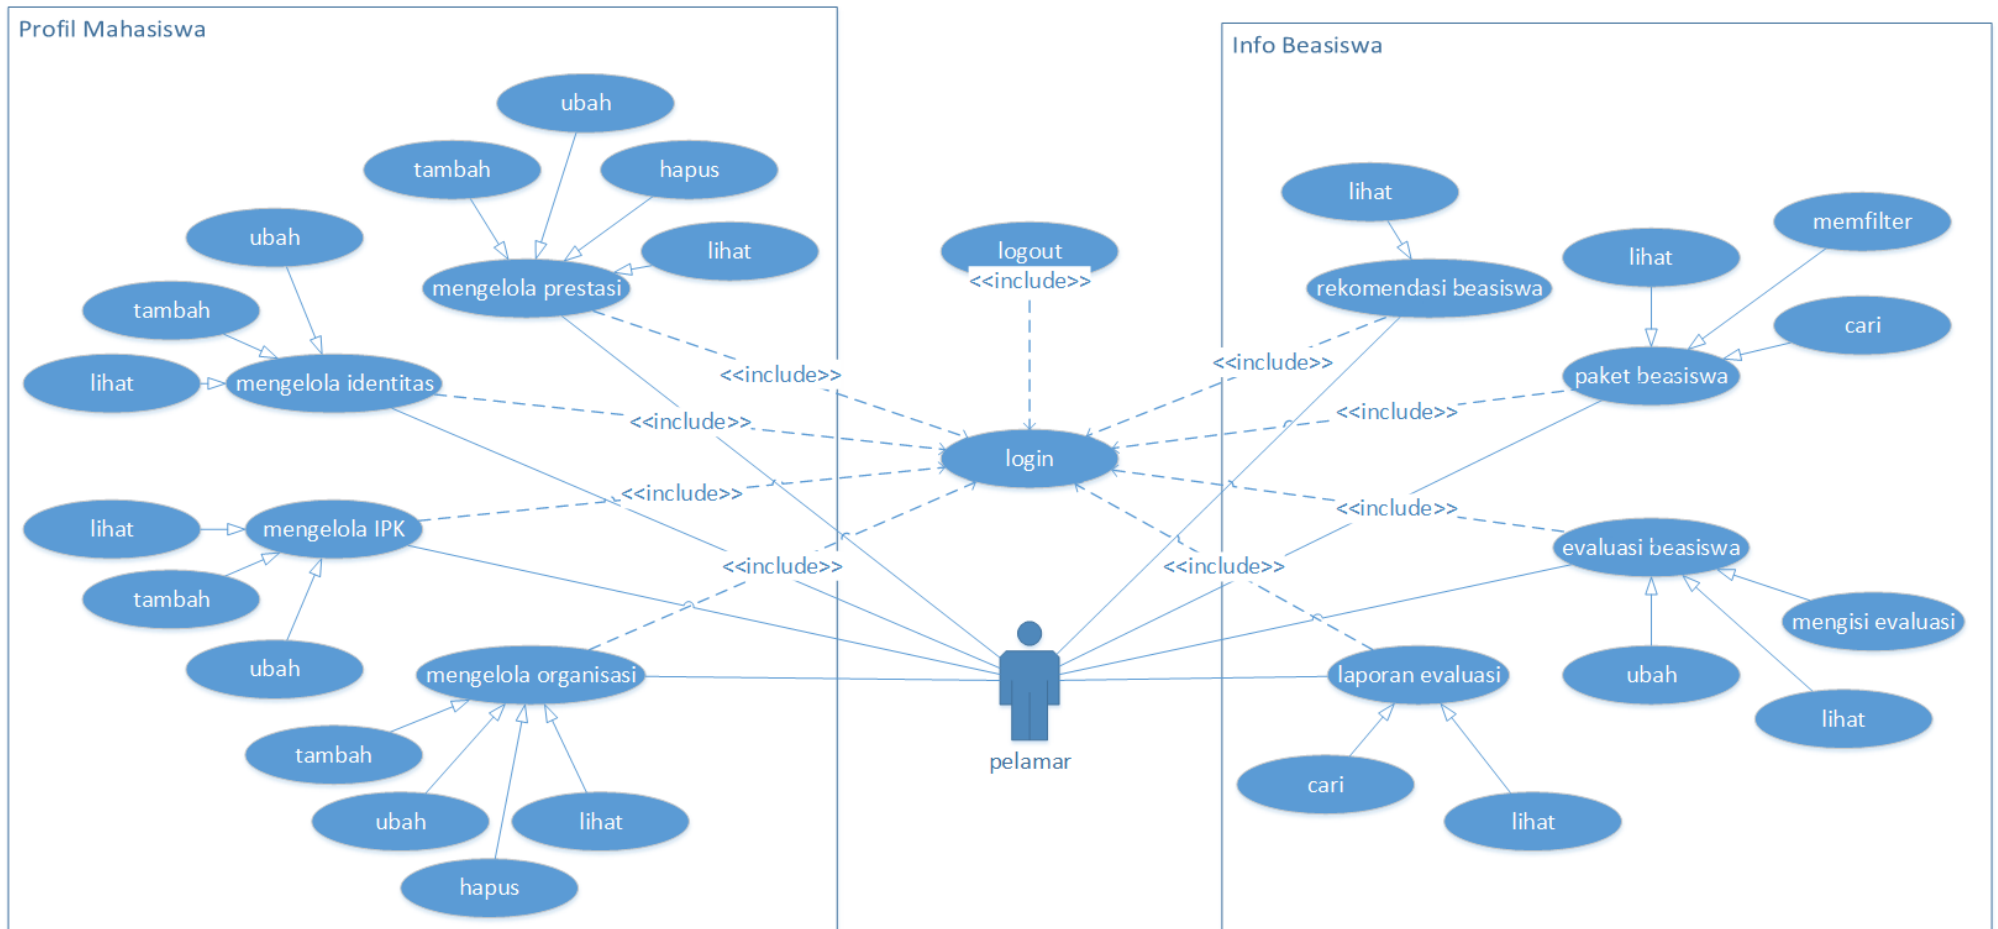 Profil Mahasiswa
ubah
tambah
hapus
ubah
lihat
mengelola prestasi
tambah
lihat
mengelola identitas
<<include>>
<<include>>
lihat
mengelola IPK
<<include>>
tambah
<<include>>
ubah
mengelola organisasi
tambah
ubah
lihat
hapus
logout
<<include>>
login
pelamar
Info Beasiswa
lihat
memfilter
lihat
rekomendasi beasiswa
cari
<<include>>
paket beasiswa
<<include>>
<<include>>
evaluasi beasiswa
<<include>>
mengisi evaluasi
laporan evaluasi
ubah
lihat
cari
lihat